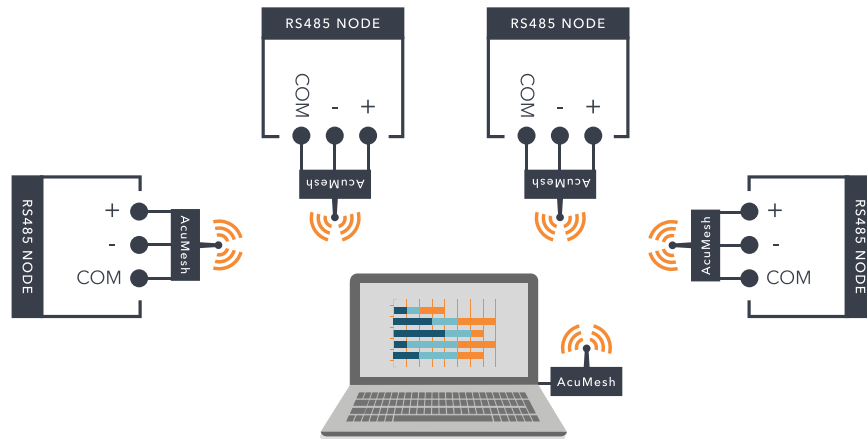 RS485 NODE
COM - +
AcuMesh
RS485 NODE
COM - +
AcuMesh
RS485 NODE
+
-
COM
AcuMesh
AcuMesh
+
-
COM
RS485 NODE
AcuMesh